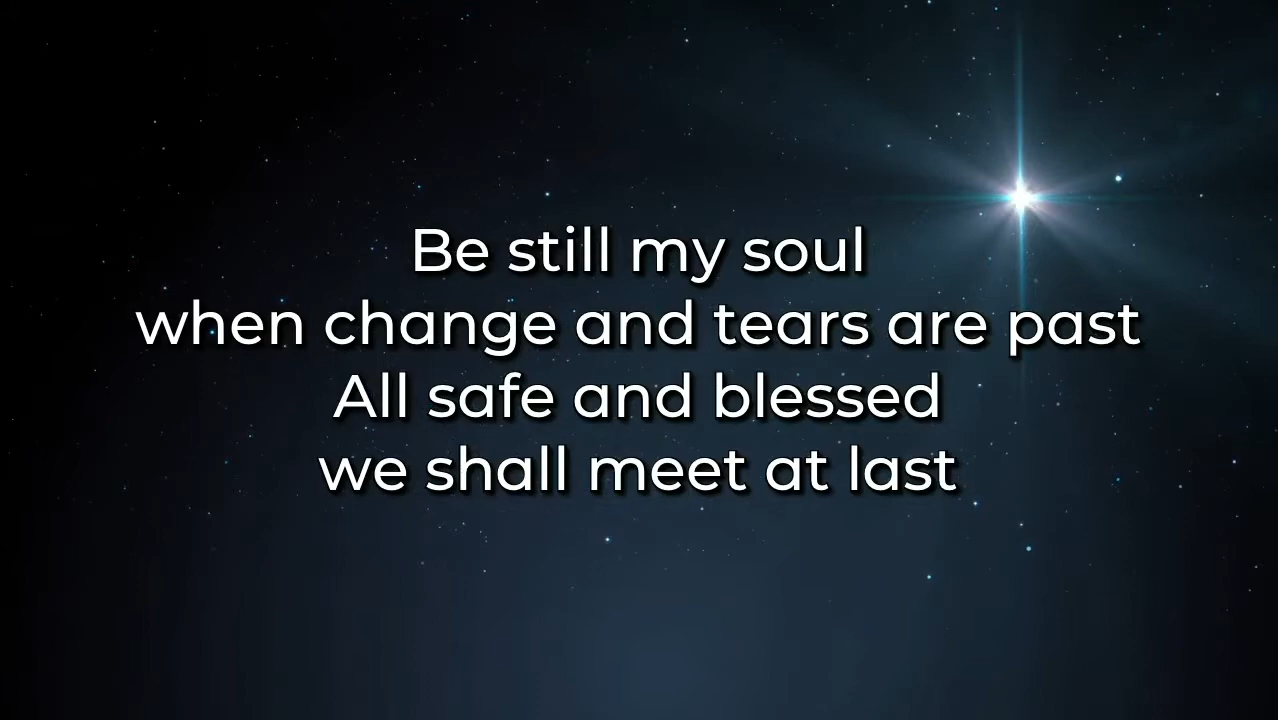 Be still my soul
when change and tears are past
All safe and blessed
we shall meet at last